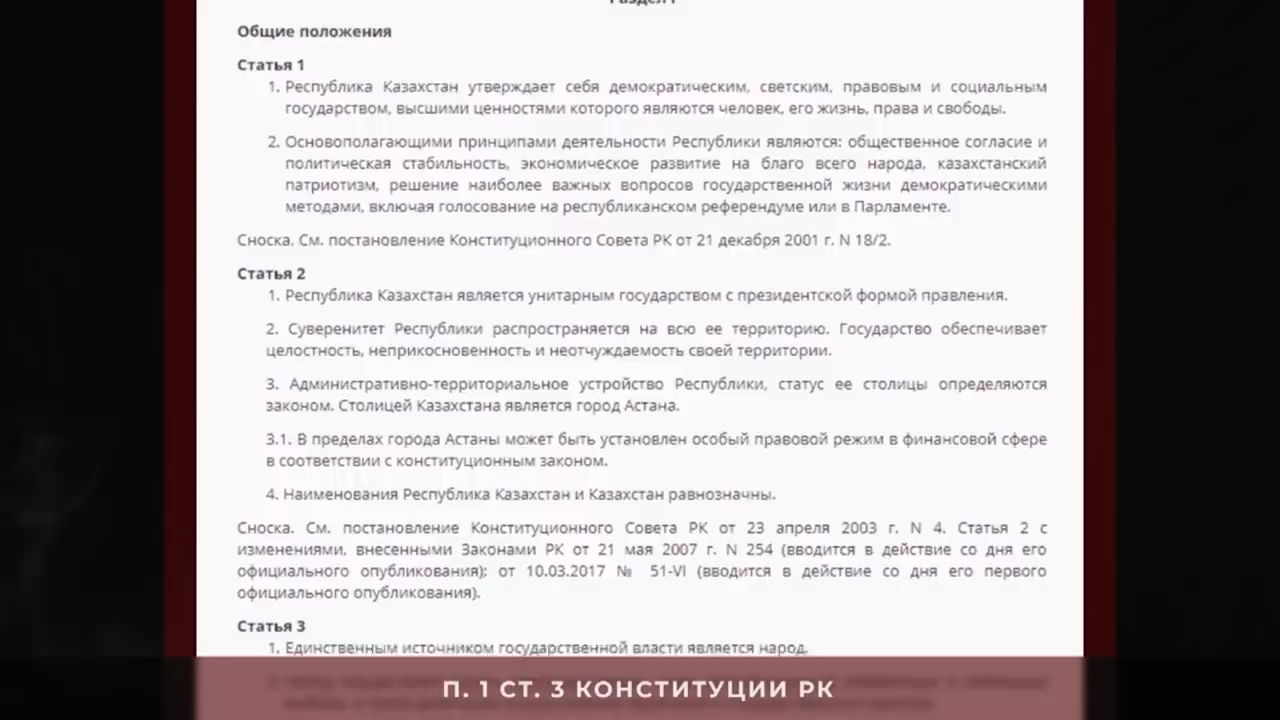 Раздел I
Общие положения
Статья 1
1. Республика Казахстан утверждает себя демократическим, светским, правовым и социальным
государством, высшими ценностями которого являются человек, его жизнь, права и свободы.
2. Основополагающими принципами деятельности Республики являются: общественное согласие и
политическая стабильность, экономическое развитие на благо всего народа, казахстанский
патриотизм, решение наиболее важных вопросов государственной жизни демократическими
методами, включая голосование на республиканском референдуме или в Парламенте.
Сноска. См. постановление Конституционного Совета РК от 21 декабря 2001 г. N 18/2.
Статья 2
1. Республика Казахстан является унитарным государством с президентской формой правления.
2. Суверенитет Республики распространяется на всю ее территорию. Государство обеспечивает
целостность, неприкосновенность и неотчуждаемость своей территории.
3. Административно-территориальное устройство Республики, статус ее столицы определяются
законом. Столицей Казахстана является город Астана.
3.1. В пределах города Астаны может быть установлен особый правовой режим в финансовой сфере
в соответствии с конституционным законом.
4. Наименования Республика Казахстан и Казахстан равнозначны.
Сноска. См. постановление Конституционного Совета РК от 23 апреля 2003 г. N 4. Статья 2 с
изменениями, внесенными Законами РК от 21 мая 2007 г. N 254 (вводится в действие со дня его
официального опубликования); от 10.03.2017 № 51-VI (вводится в действие со дня его первого
официального опубликования).
Статья 3
1. Единственным источником государственной власти является народ.
П. 1 СТ. 3 КОНСТИТУЦИИ РК